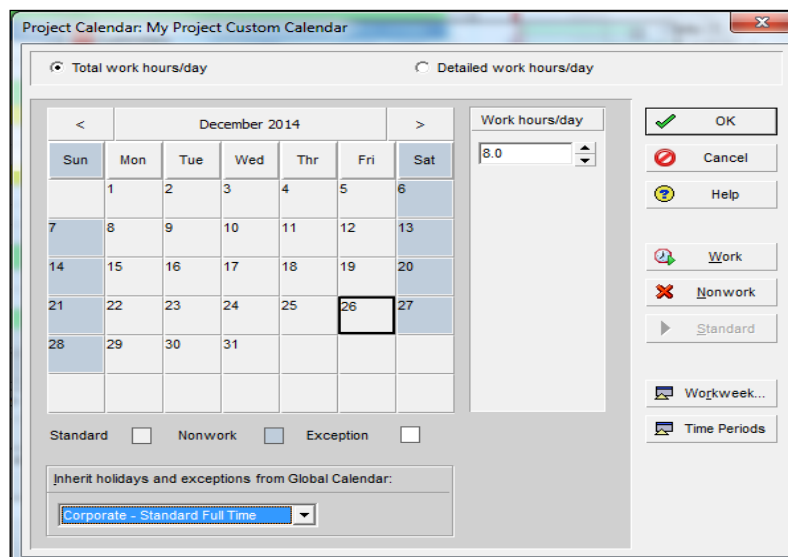 Project Calendar: My Project Custom Calendar
Total work hours/day
Detailed work hours/day
< December 2014 >
Sun Mon Tue Wed Thr Fri Sat
1 2 3 4 5 6
7 8 9 10 11 12 13
14 15 16 17 18 19 20
21 22 23 24 25 26 27
28 29 30 31
Standard Nonwork Exception
Inherit holidays and exceptions from Global Calendar:
Corporate - Standard Full Time
Work hours/day
8.0
OK
Cancel
Help
Work
Nonwork
Standard
Workweek...
Time Periods